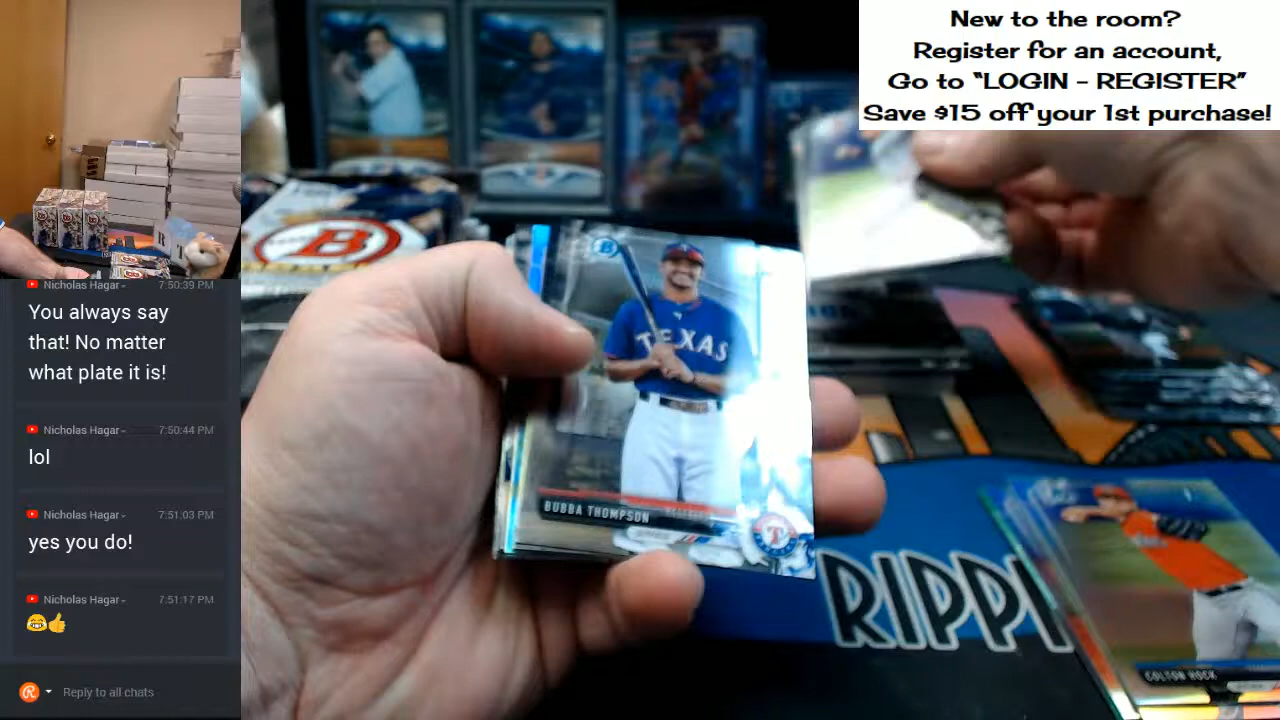 New to the room?
Register for an account,
Go to "LOGIN - REGISTER"
Save $15 off your 1st purchase!
Nicholas Hagar- 7:50:39 PM
You always say
that! No matter
what plate it is!
Nicholas Hagar- 7:50:44 PM
lol
Nicholas Hagar- 7:51:03 PM
yes you do!
Nicholas Hagar- 7:51:17 PM
😂👍
Reply to all chats
B
TEXAS
BUBBA THOMPSON
T
RIPPI
COLTON HOCK